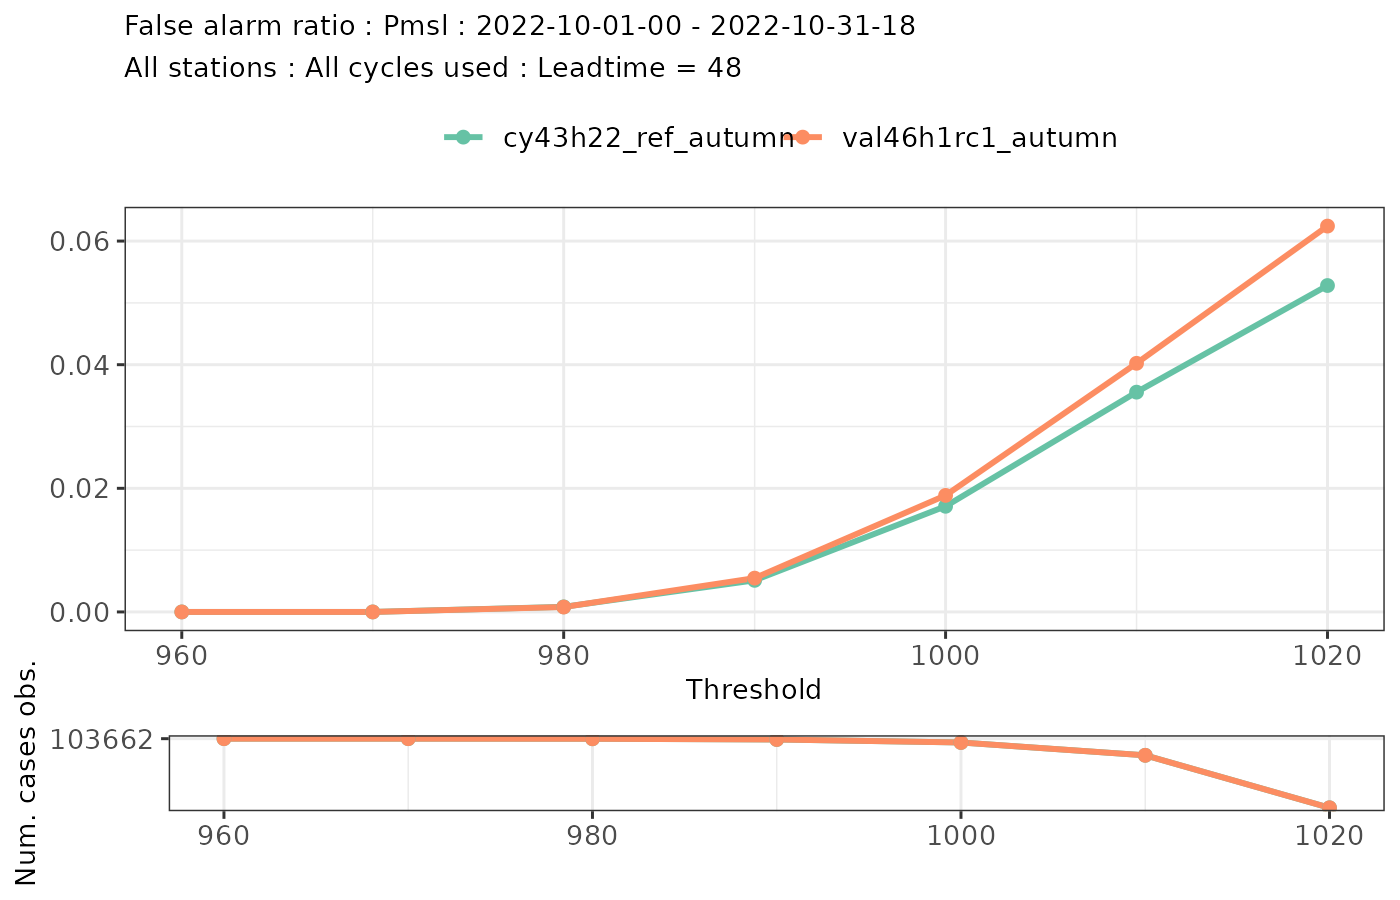 False alarm ratio : Pmsl : 2022-10-01-00 - 2022-10-31-18
All stations : All cycles used : Leadtime = 48
cy43h22_ref_autumn val46h1rc1_autumn
0.06
0.04
0.02
0.00
960 980 1000 1020
Threshold
Num. cases obs.
103662
960 980 1000 1020